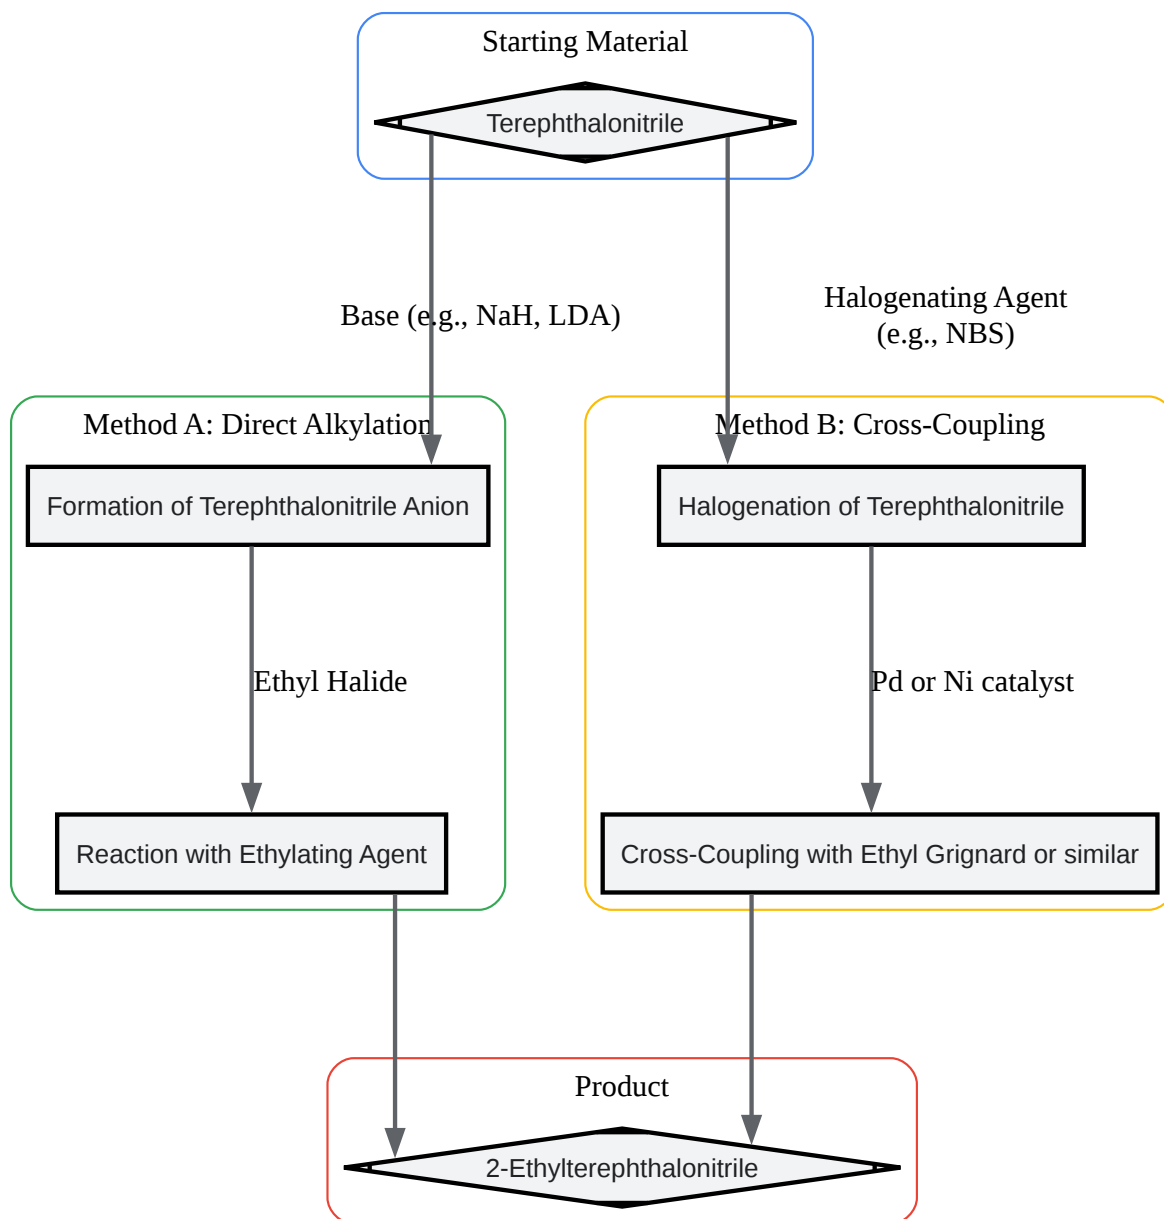 Starting Material
Terephthalonitrile
Base (e.g., NaH, LDA)
Halogenating Agent
(e.g., NBS)
Method A: Direct Alkylation
Method B: Cross-Coupling
Formation of Terephthalonitrile Anion
Halogenation of Terephthalonitrile
Ethyl Halide
Pd or Ni catalyst
Reaction with Ethylating Agent
Cross-Coupling with Ethyl Grignard or similar
Product
2-Ethylterephthalonitrile